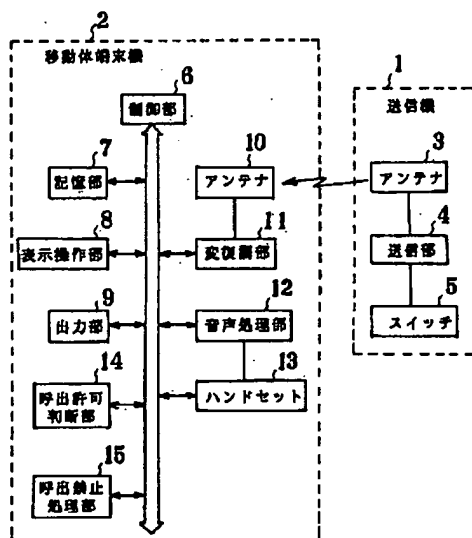 2
移動体端末機
6
制御部
7
記憶部
8
表示操作部
9
出力部
14
呼出許可
判断部
15
呼出禁止
処理部
10
アンテナ
11
変復調部
12
音声処理部
13
ハンドセット
1
送信機
3
アンテナ
4
送信部
5
スイッチ